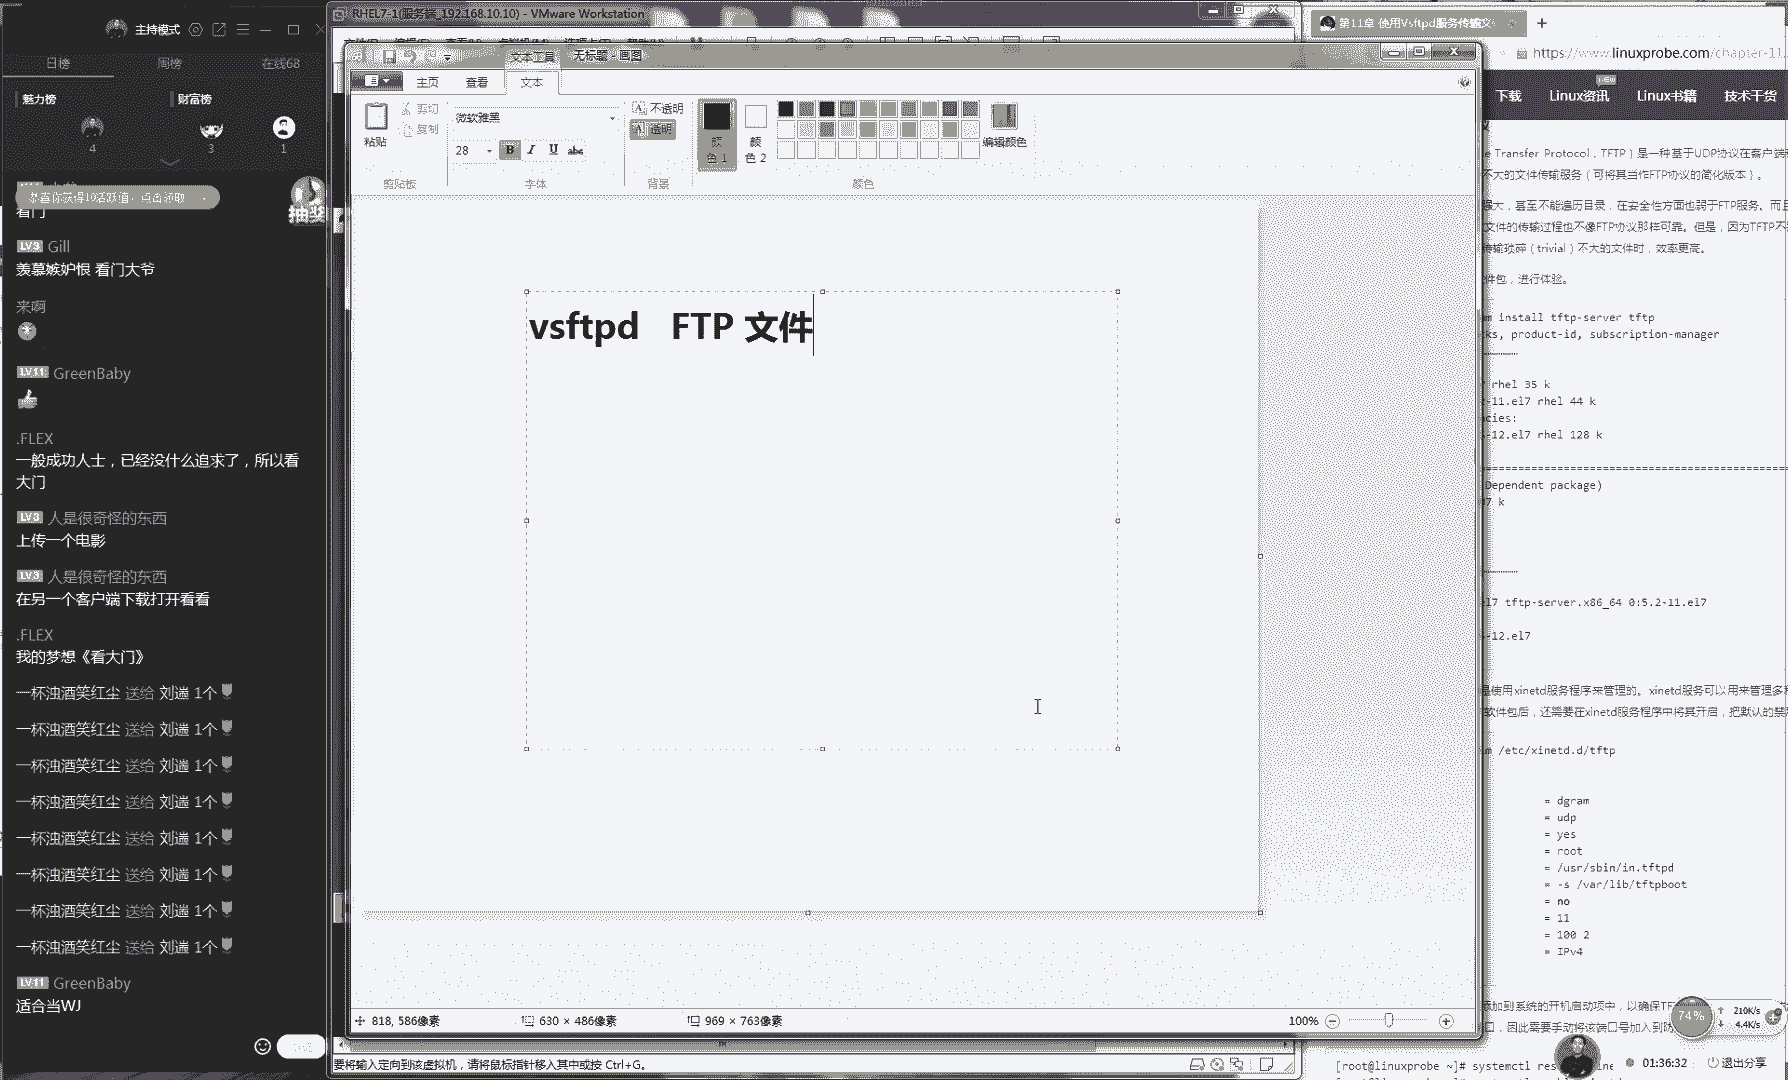 主持模式
日榜 周榜 在线68
魅力榜 财富榜
4 3 1
恭喜你获得10活跃值，点击领取
抽奖
看门
LV3 Gill
羡慕嫉妒恨 看门大爷
来啊
LV11 GreenBaby
.FLEX
一般成功人士，已经没什么追求了，所以看
大门
LV3 人是很奇怪的东西
上传一个电影
LV3 人是很奇怪的东西
在另一个客户端下载打开看看
.FLEX
我的梦想《看大门》
一杯浊酒笑红尘 送给 刘遄 1个
一杯浊酒笑红尘 送给 刘遄 1个
一杯浊酒笑红尘 送给 刘遄 1个
一杯浊酒笑红尘 送给 刘遄 1个
一杯浊酒笑红尘 送给 刘遄 1个
一杯浊酒笑红尘 送给 刘遄 1个
一杯浊酒笑红尘 送给 刘遄 1个
一杯浊酒笑红尘 送给 刘遄 1个
LV11 GreenBaby
适合当WJ
RHEL7-1(服务端_192.168.10.10) - VMware Workstation
文本工具 无标题 - 画图
主页 查看 文本
粘贴 剪切
复制
剪贴板
微软雅黑
28 B I U abc
字体
不透明
透明
背景
颜
色 1
颜
色 2
编辑颜色
颜色
vsftpd FTP 文件
818, 586像素 630 × 486像素 969 × 763像素 100%
要将输入定向到该虚拟机，请将鼠标指针移入其中或按 Ctrl+G。
第11章 使用Vsftpd服务传输文
https://www.linuxprobe.com/chapter-11
下载 Linux资讯 Linux书籍 技术干货
NEW
Transfer Protocol，TFTP）是一种基于UDP协议在客户端
不大的文件传输服务（可将其当作FTP协议的简化版本）。
强大，甚至不能遍历目录，在安全性方面也弱于FTP服务。而且
文件的传输过程也不像FTP协议那样可靠。但是，因为TFTP不
传输琐碎（trivial）不大的文件时，效率更高。
件包，进行体验。
m install tftp-server tftp
ks, product-id, subscription-manager
rhel 35 k
-11.el7 rhel 44 k
cies:
-12.el7 rhel 128 k
Dependent package)
7 k
el7 tftp-server.x86_64 0:5.2-11.el7
-12.el7
是使用xinetd服务程序来管理的。xinetd服务可以用来管理多
软件包后，还需要在xinetd服务程序中将其开启，把默认的禁
m /etc/xinetd.d/tftp
= dgram
= udp
= yes
= root
= /usr/sbin/in.tftpd
= -s /var/lib/tftpboot
= no
= 11
= 100 2
= IPv4
添加到系统的开机启动项中，以确保TF
口，因此需要手动将该端口号加入到防
74% 210K/s
4.4K/s
[root@linuxprobe ~]# systemctl res
01:36:32 退出分享